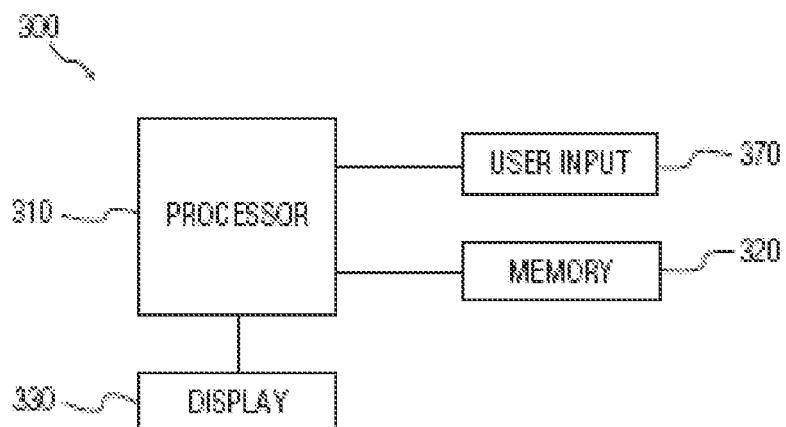 300
USER INPUT
370
310
PROCESSOR
MEMORY
320
330
DISPLAY